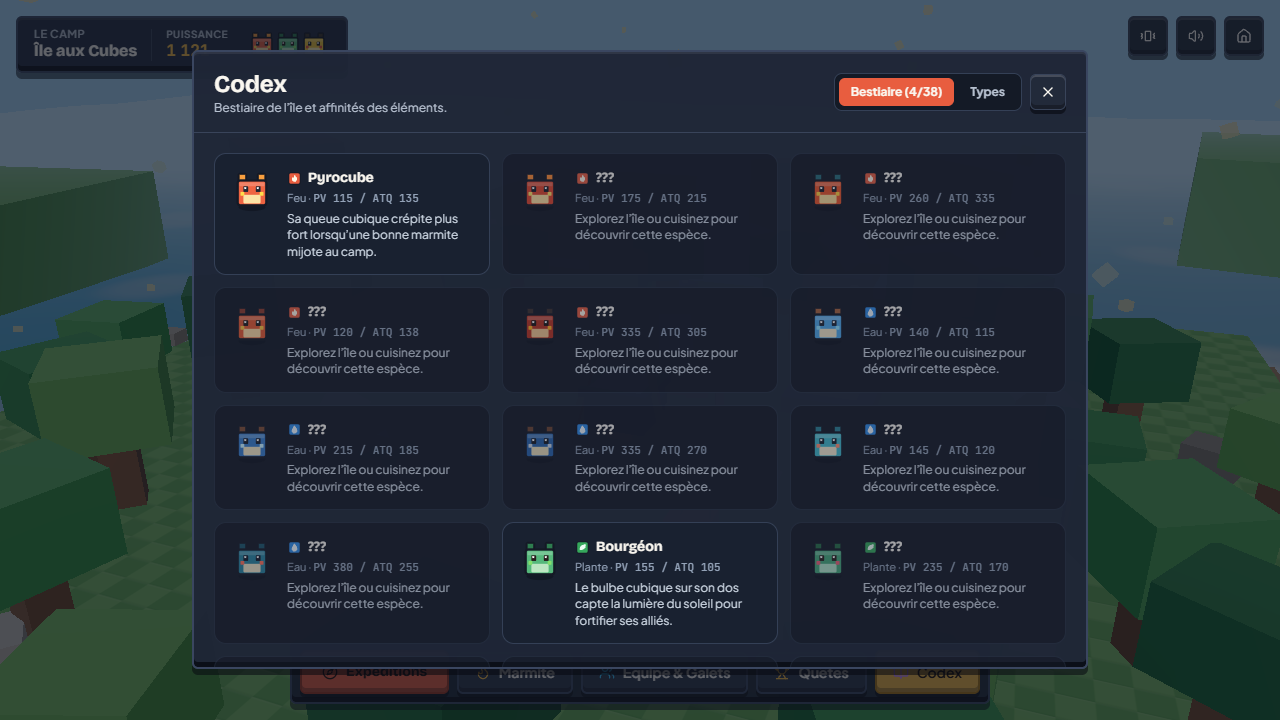 LE CAMP
Île aux Cubes
PUISSANCE
1 121
Codex
Bestiaire de l'île et affinités des éléments.
Bestiaire (4/38)
Types
Pyrocube
Feu · PV 115 / ATQ 135
Sa queue cubique crépite plus
fort lorsqu'une bonne marmite
mijote au camp.
???
Feu · PV 175 / ATQ 215
Explorez l'île ou cuisinez pour
découvrir cette espèce.
???
Feu · PV 260 / ATQ 335
Explorez l'île ou cuisinez pour
découvrir cette espèce.
???
Feu · PV 120 / ATQ 138
Explorez l'île ou cuisinez pour
découvrir cette espèce.
???
Feu · PV 335 / ATQ 305
Explorez l'île ou cuisinez pour
découvrir cette espèce.
???
Eau · PV 140 / ATQ 115
Explorez l'île ou cuisinez pour
découvrir cette espèce.
???
Eau · PV 215 / ATQ 185
Explorez l'île ou cuisinez pour
découvrir cette espèce.
???
Eau · PV 335 / ATQ 270
Explorez l'île ou cuisinez pour
découvrir cette espèce.
???
Eau · PV 145 / ATQ 120
Explorez l'île ou cuisinez pour
découvrir cette espèce.
???
Eau · PV 380 / ATQ 255
Explorez l'île ou cuisinez pour
découvrir cette espèce.
Bourgéon
Plante · PV 155 / ATQ 105
Le bulbe cubique sur son dos
capte la lumière du soleil pour
fortifier ses alliés.
???
Plante · PV 235 / ATQ 170
Explorez l'île ou cuisinez pour
découvrir cette espèce.
Expéditions
Marmite
Équipe & Galets
Quêtes
Codex